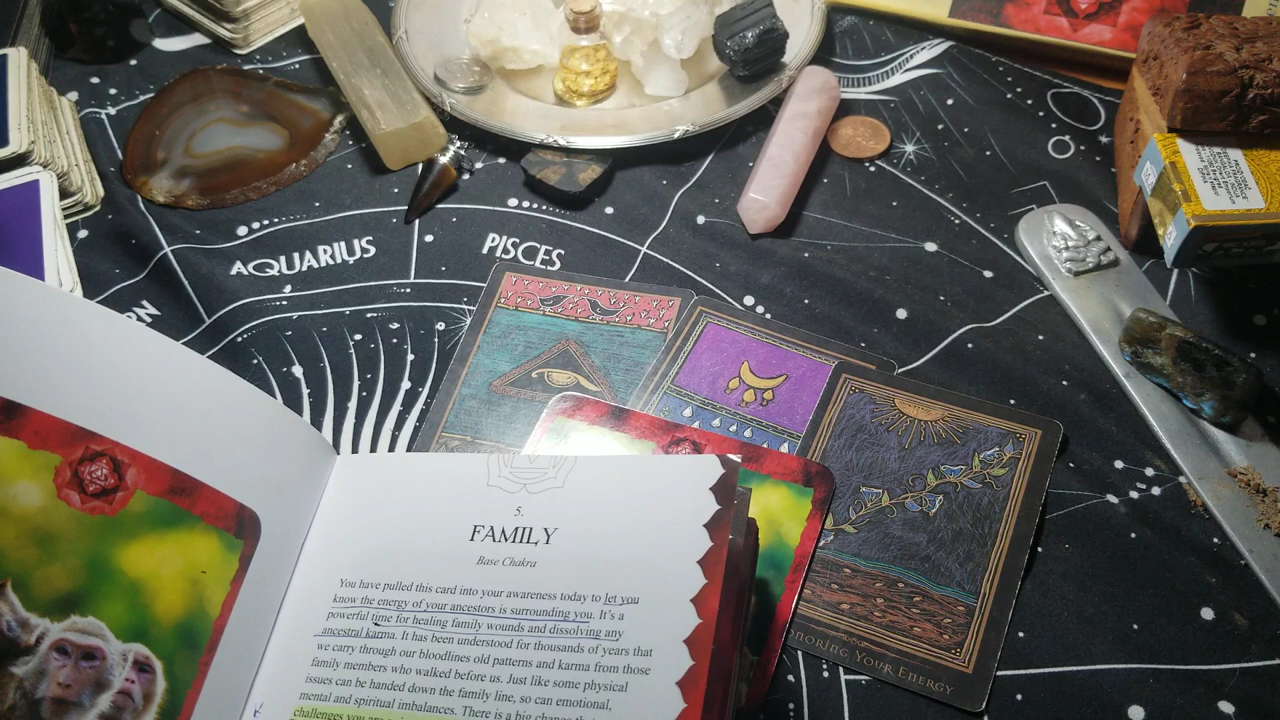 AQUARIUS
PISCES
RN
5.
FAMILY
Base Chakra
You have pulled this card into your awareness today to let you
know the energy of your ancestors is surrounding you. It's a
powerful time for healing family wounds and dissolving any
ancestral karma. It has been understood for thousands of years that
we carry through our bloodlines old patterns and karma from those
family members who walked before us. Just like some physical
issues can be handed down the family line, so can emotional,
mental and spiritual imbalances. There is a big chance
challenges you
HONORING YOUR ENERGY